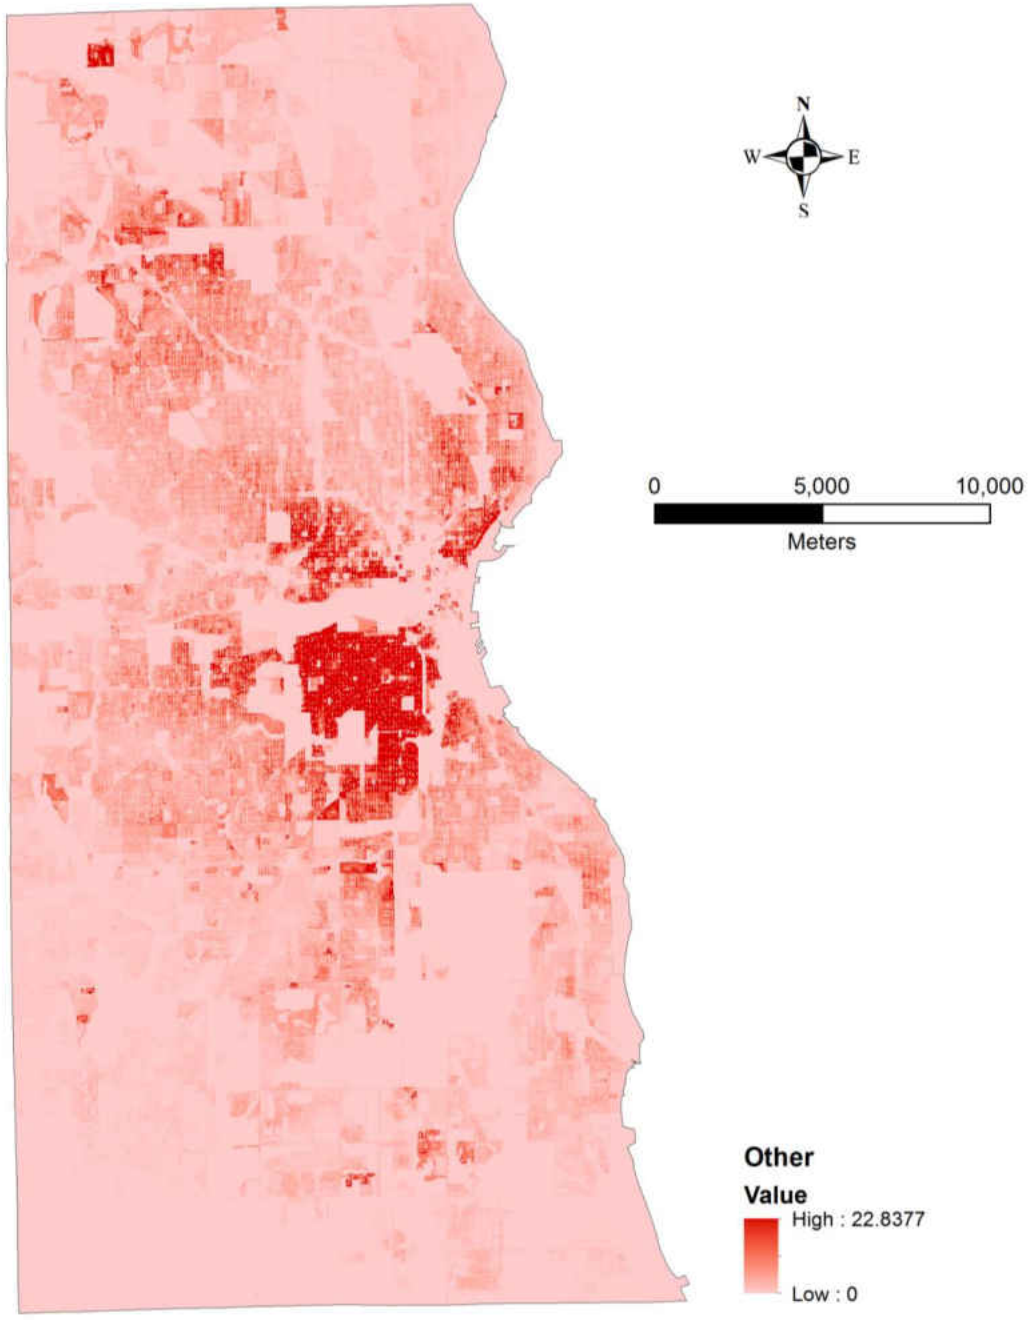 N
W E
S
0 5,000 10,000
Meters
Other
Value
High : 22.8377
Low : 0